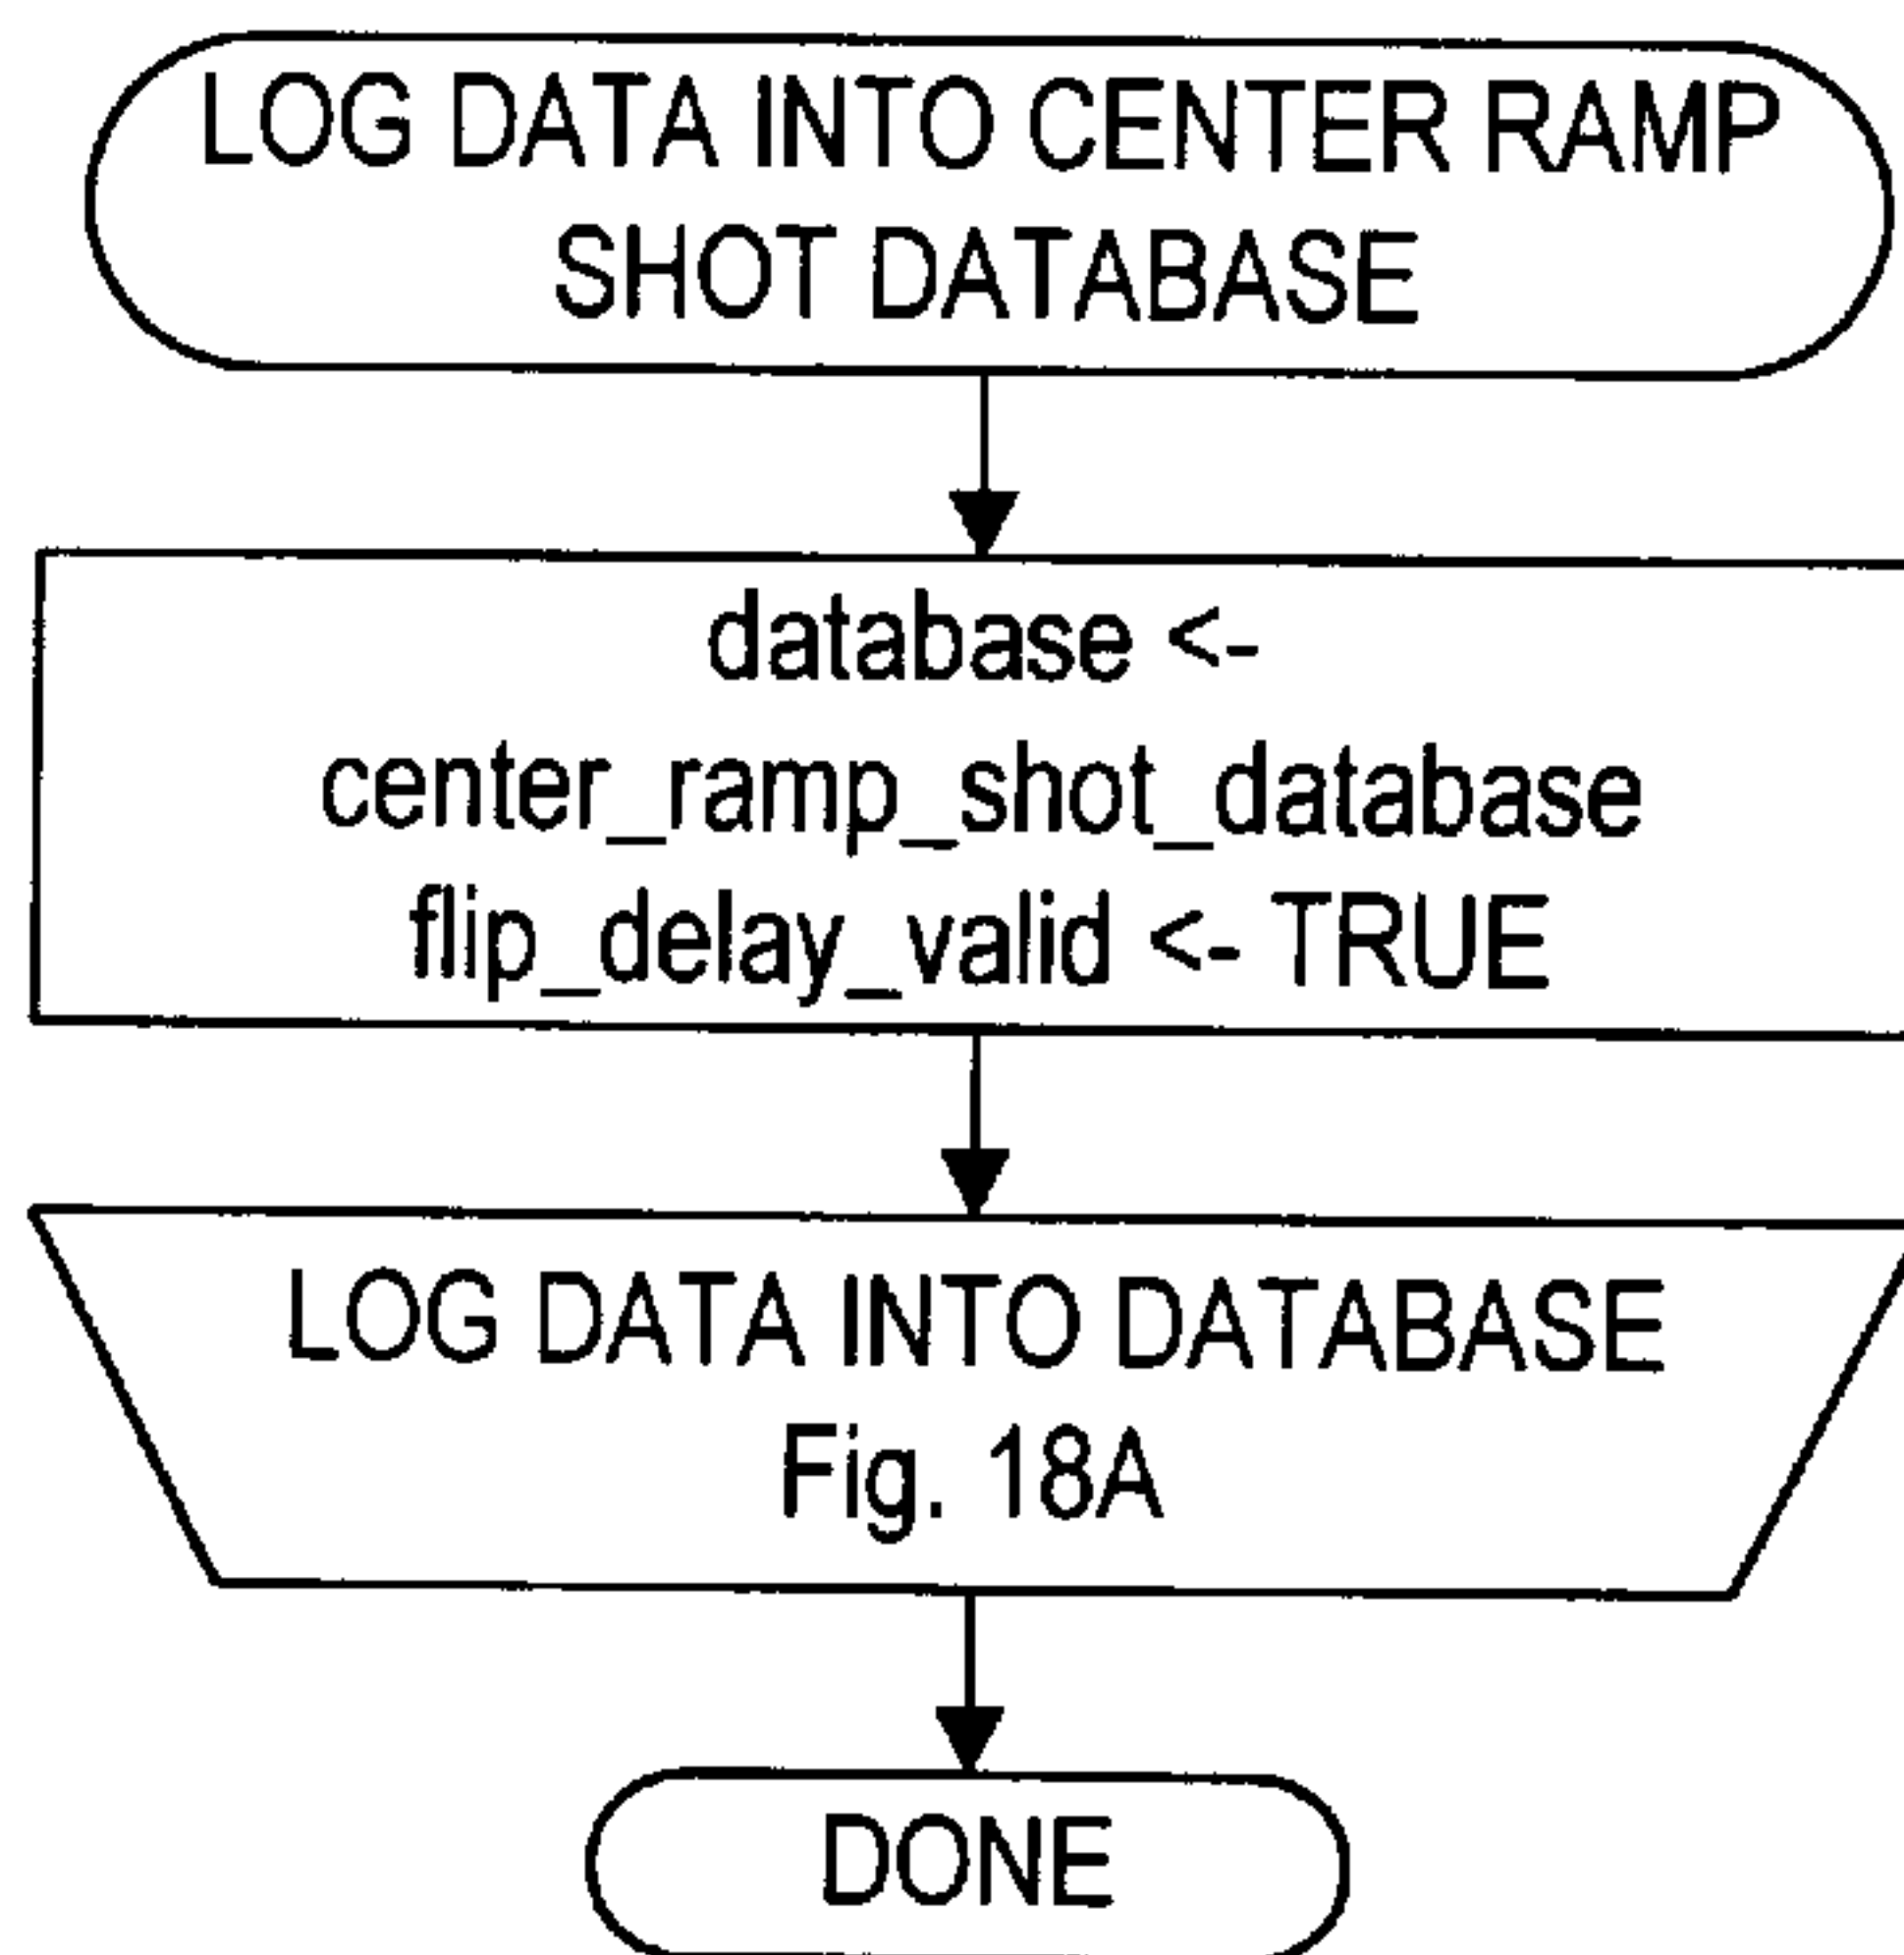 LOG DATA INTO CENTER RAMP
SHOT DATABASE
database <-
center_ramp_shot_database
flip_delay_valid <- TRUE
LOG DATA INTO DATABASE
Fig. 18A
DONE